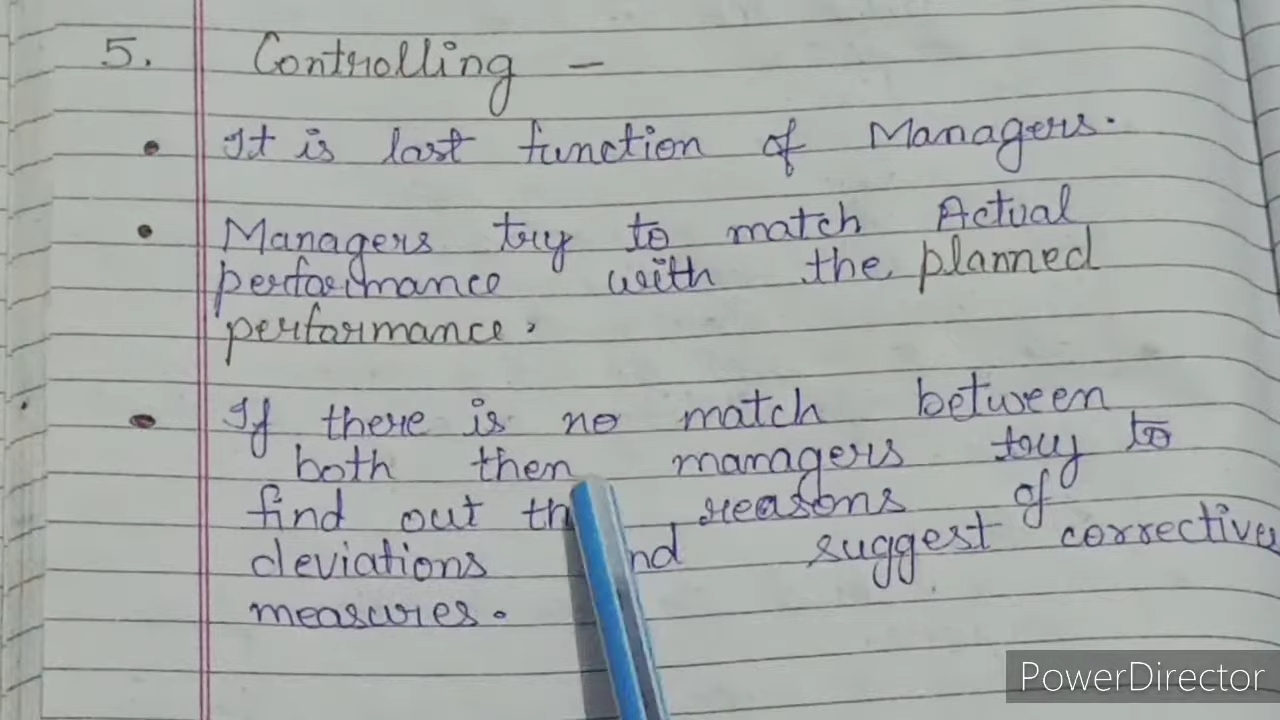 5. Controlling -
• It is last function of Managers.
• Managers try to match Actual
performance with the planned
performance.
• If there is no match between
both then managers try to
find out reasons of
deviations suggest corrective
measures.
PowerDirector